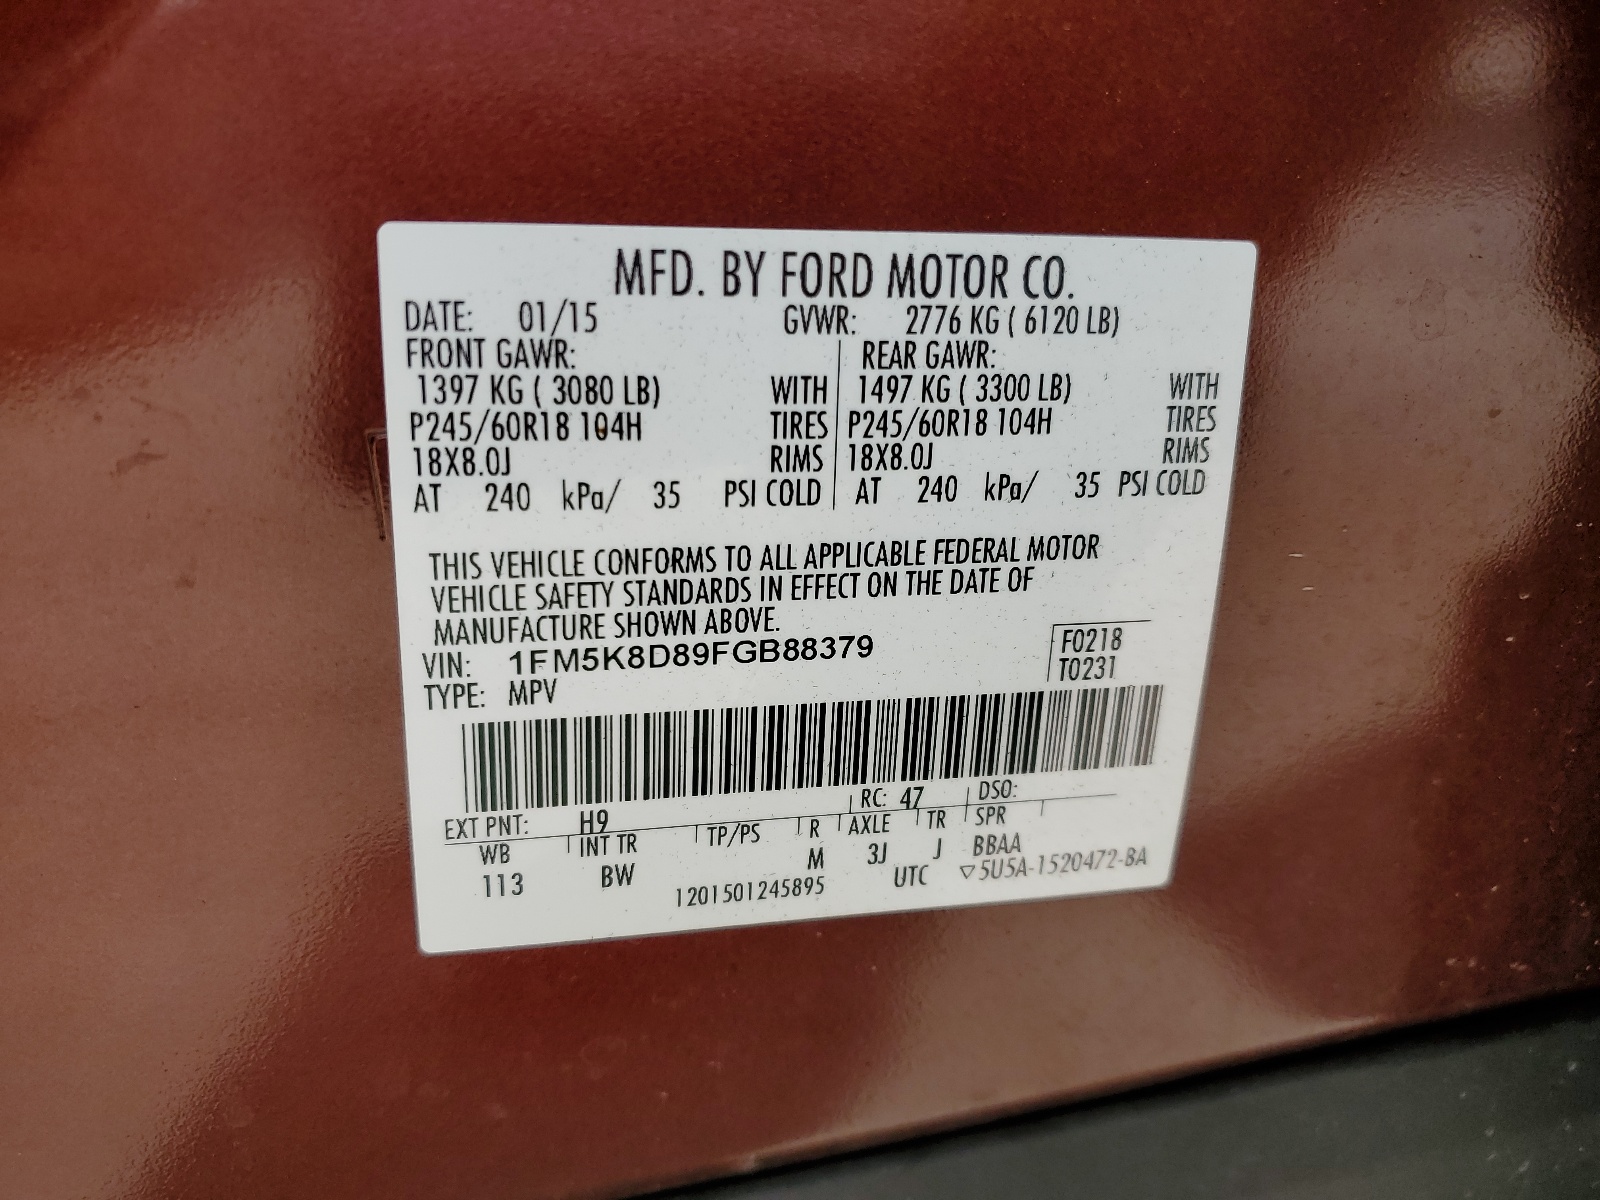 MFD. BY FORD MOTOR CO.
DATE: 01/15 GVWR: 2776 KG ( 6120 LB)
FRONT GAWR: REAR GAWR:
1397 KG ( 3080 LB) WITH 1497 KG ( 3300 LB) WITH
P245/60R18 104H TIRES P245/60R18 104H TIRES
18X8.0J RIMS 18X8.0J RIMS
AT 240 kPa/ 35 PSI COLD AT 240 kPa/ 35 PSI COLD
THIS VEHICLE CONFORMS TO ALL APPLICABLE FEDERAL MOTOR
VEHICLE SAFETY STANDARDS IN EFFECT ON THE DATE OF
MANUFACTURE SHOWN ABOVE.
VIN: 1FM5K8D89FGB88379 F0218
TYPE: MPV T0231
EXT PNT: H9 RC: 47 DSO:
WB INT TR TP/PS R AXLE TR SPR
113 BW M 3J J BBAA
1201501245895 UTC ▽5U5A-1520472-BA